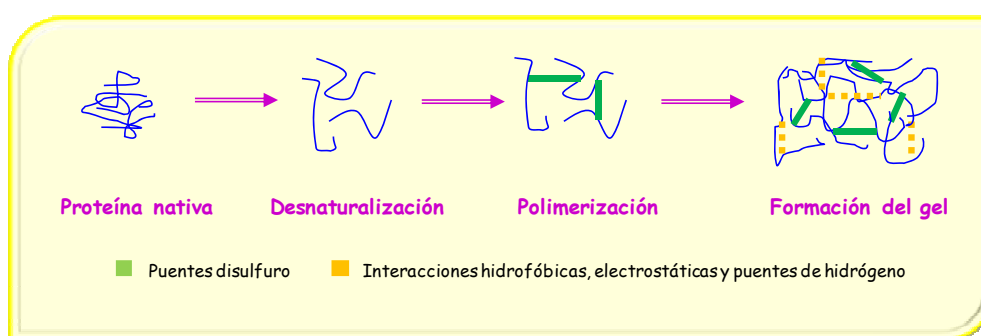 Proteína nativa Desnaturalización Polimerización Formación del gel
Puentes disulfuro Interacciones hidrofóbicas, electrostáticas y puentes de hidrógeno